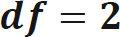 df = 2